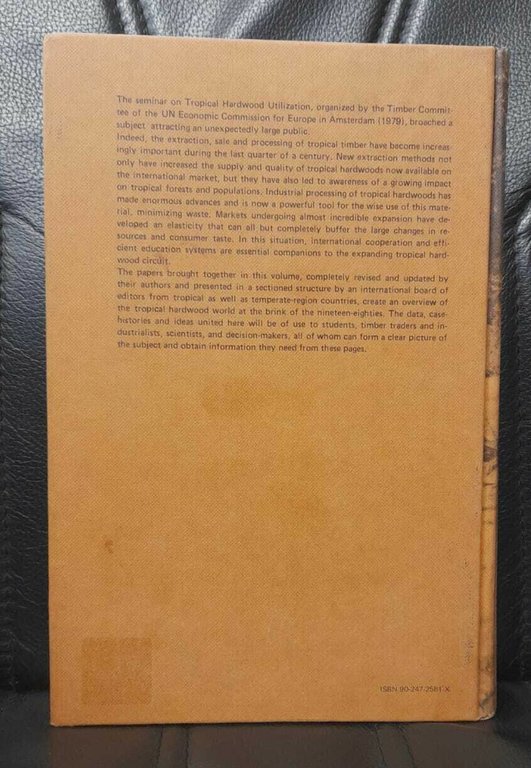 The seminar on Tropical Hardwood Utilization, organized by the Timber Commit-
tee of the UN Economic Commission for Europe in Amsterdam (1979), broached a
subject attracting an unexpectedly large public.
Indeed, the extraction, sale and processing of tropical timber have become increas
ingly important during the last quarter of a century. New extraction methods not
only have increased the supply and quality of tropical hardwoods now available on
the international market, but they have also led to awareness of a growing impact
on tropical forests and populations. Industrial processing of tropical hardwoods has
made enormous advances and is now a powerful tool for the wise use of this mate-
rial, minimizing waste. Markets undergoing almost incredible expansion have de-
veloped an elasticity that can all but completely buffer the large changes in re-
sources and consumer taste. In this situation, international cooperation and effi-
cient education systems are essential companions to the expanding tropical hard-
wood circuit.
The papers brought together in this volume, completely revised and updated by
their authors and presented in a sectioned structure by an international board of
editors from tropical as well as temperate-region countries, create an overview of
the tropical hardwood world at the brink of the nineteen-eighties. The data, case-
histories and ideas united here will be of use to students, timber traders and in-
dustrialists, scientists, and decision-makers, all of whom can form a clear picture of
the subject and obtain information they need from these pages.
ISBN 90-247-2581-X